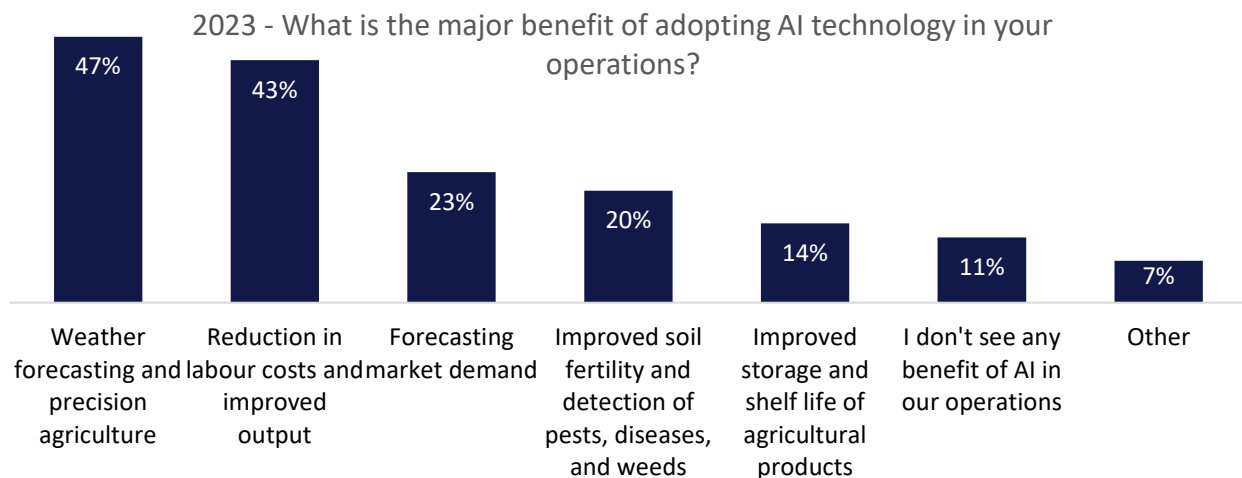 2023 - What is the major benefit of adopting AI technology in your
operations?
47%
43%
23%
20%
14%
11%
7%
Weather
forecasting and
precision
agriculture
Reduction in
labour costs and
improved
output
Forecasting
market demand
Improved soil
fertility and
detection of
pests, diseases,
and weeds
Improved
storage and
shelf life of
agricultural
products
I don't see any
benefit of AI in
our operations
Other